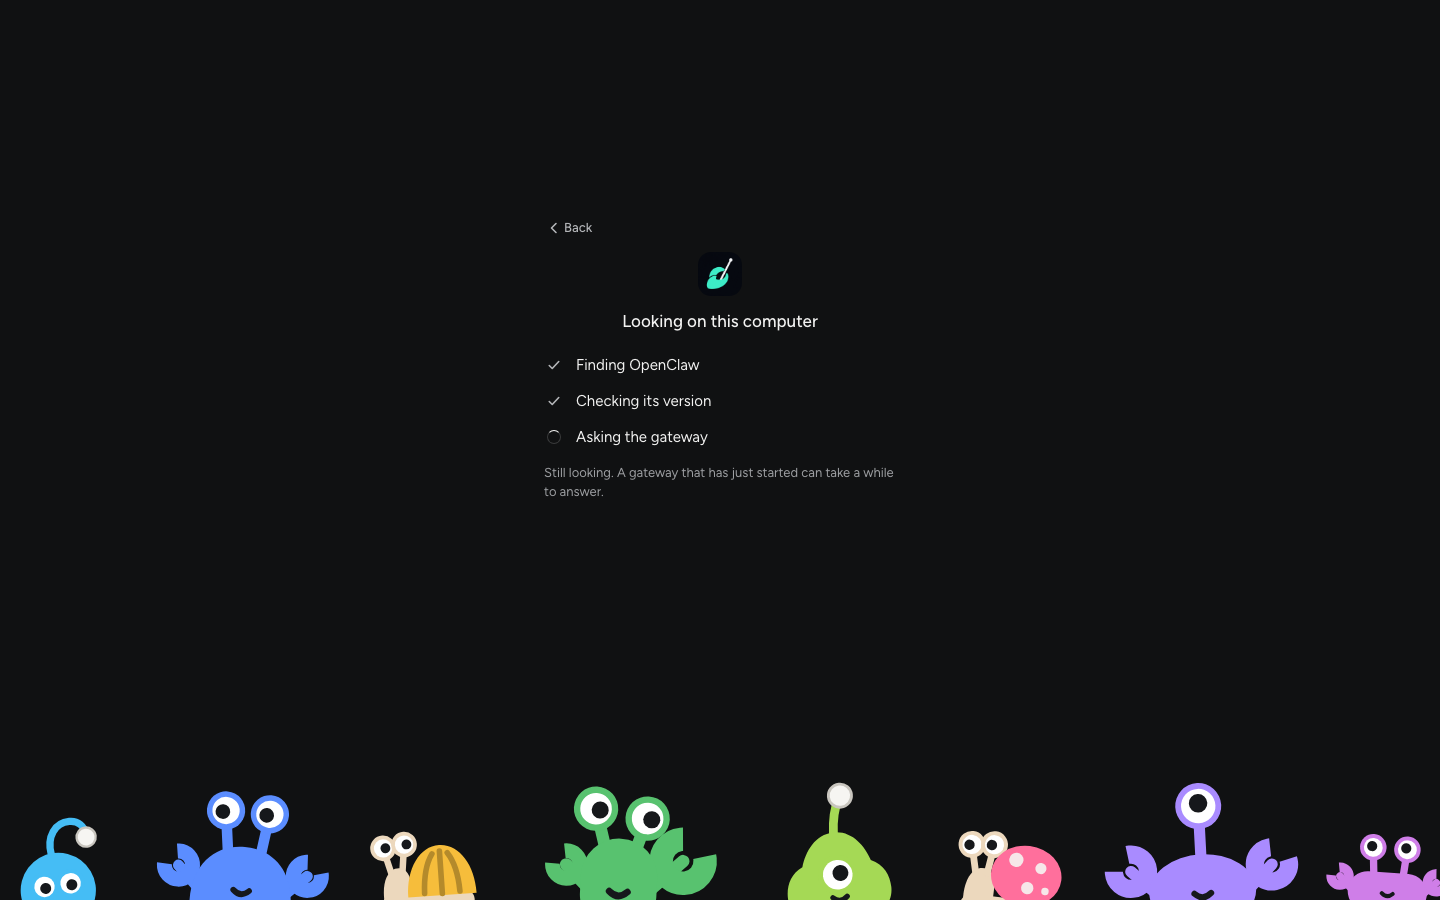 Back
Looking on this computer
Finding OpenClaw
Checking its version
Asking the gateway
Still looking. A gateway that has just started can take a while
to answer.